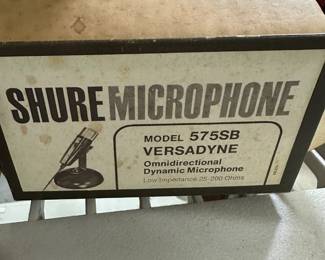 SHURE MICROPHONE
MODEL 575SB
VERSADYNE
Omnidirectional
Dynamic Microphone
Low Impedance 25-200 Ohms